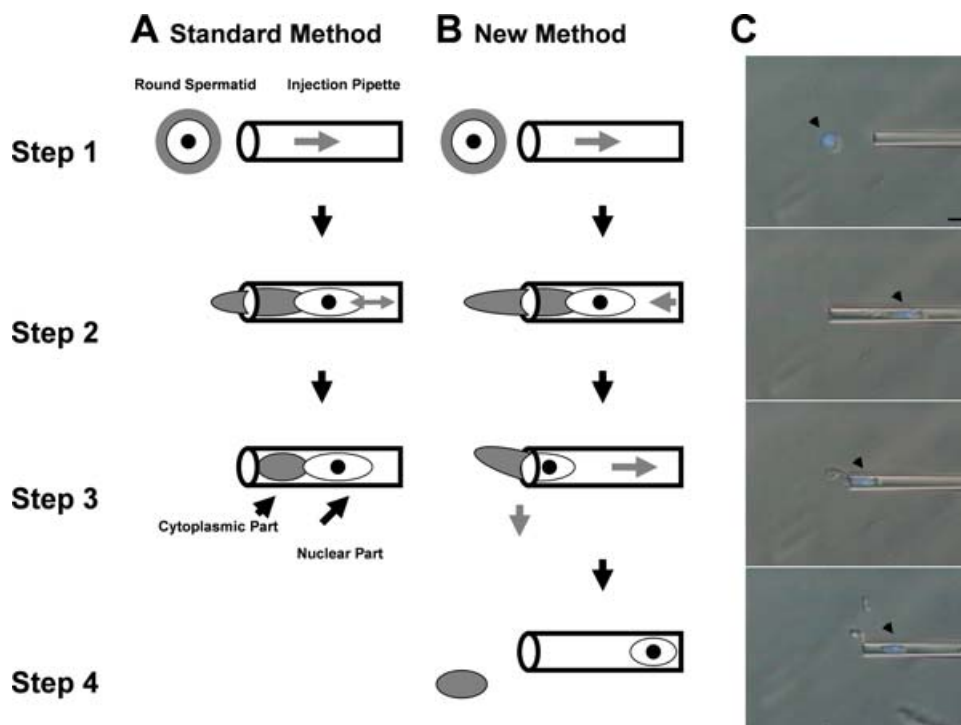 A Standard Method
B New Method
C
Round Spermatid
Injection Pipette
Step 1
Step 2
Step 3
Cytoplasmic Part
Nuclear Part
Step 4